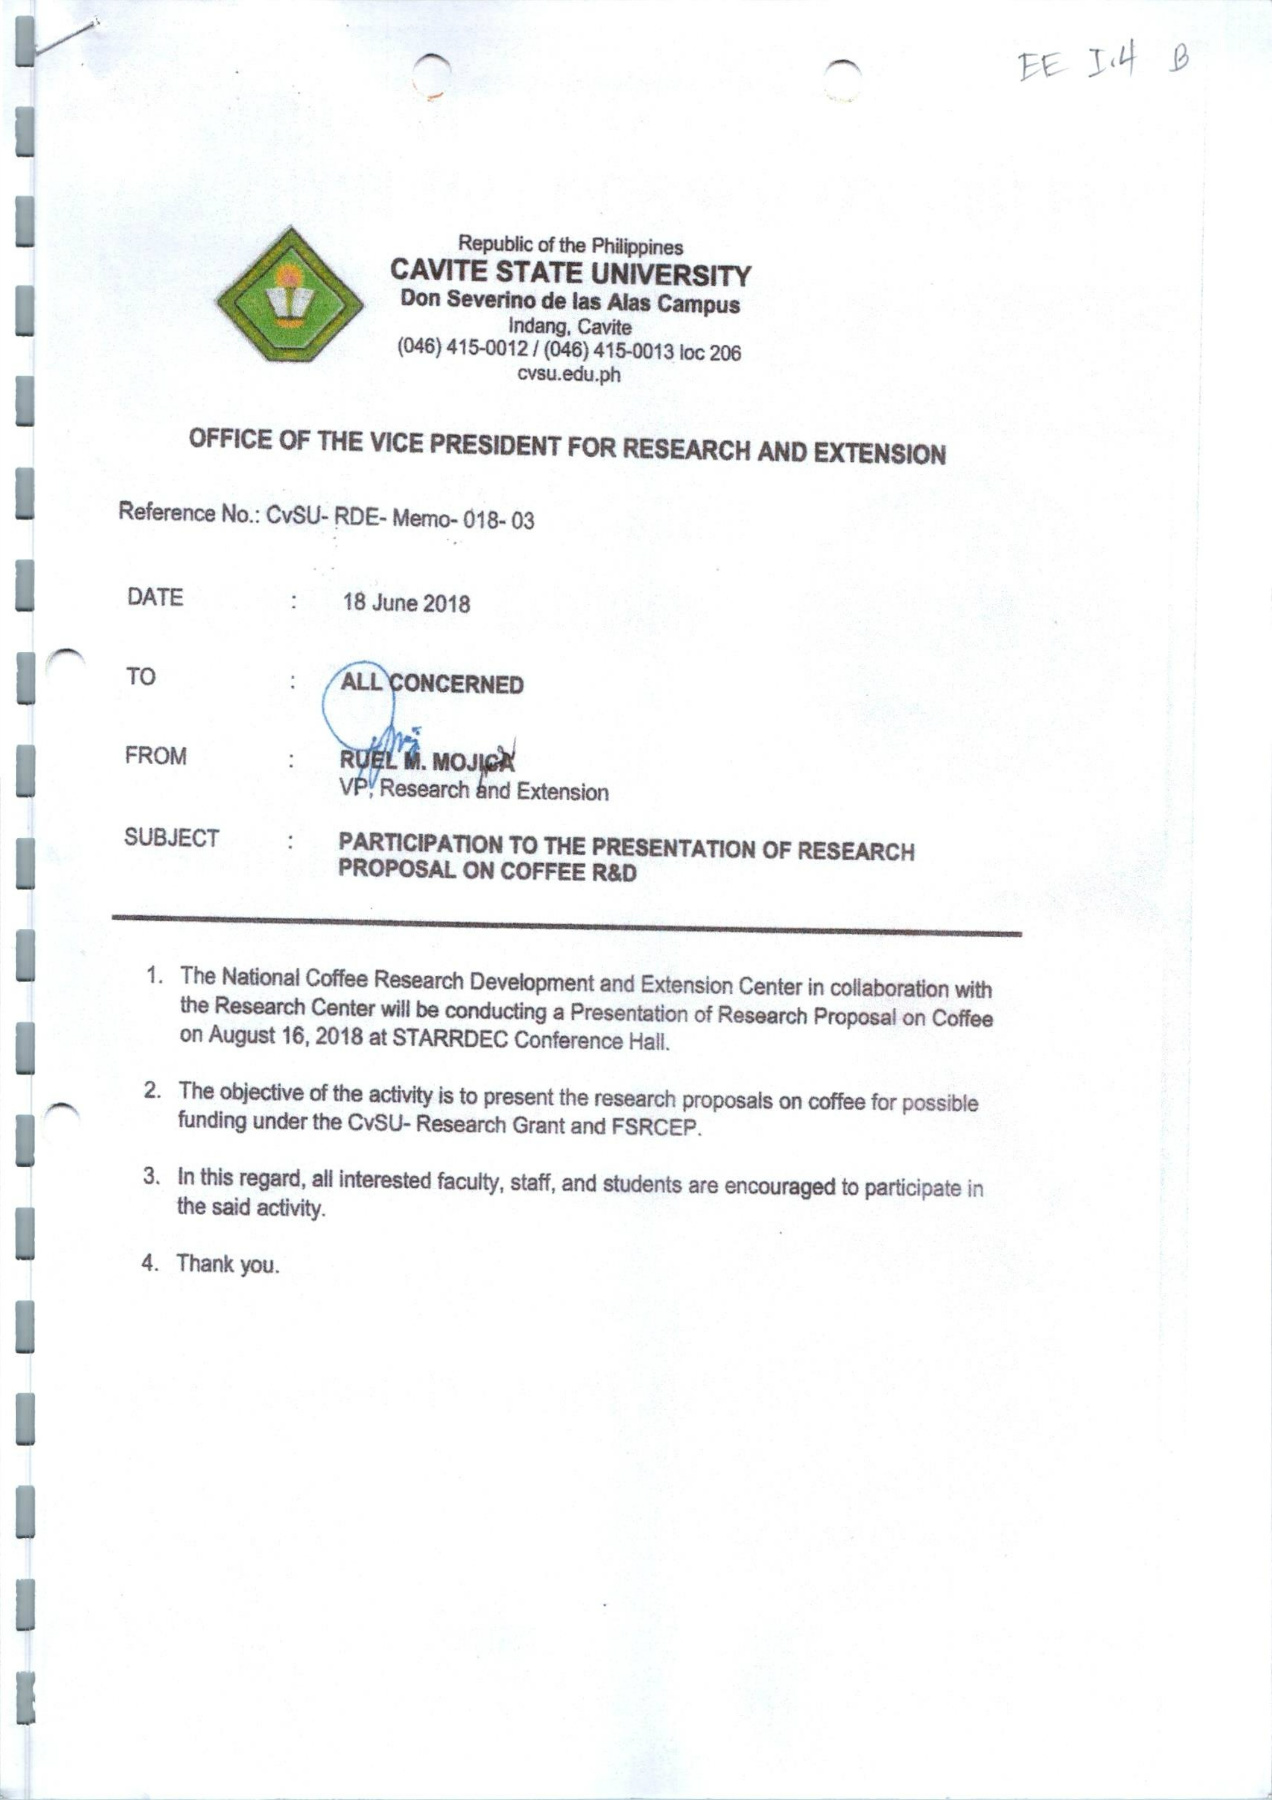 EE I.4 B
Republic of the Philippines
CAVITE STATE UNIVERSITY
Don Severino de las Alas Campus
Indang, Cavite
(046) 415-0012 / (046) 415-0013 loc 206
cvsu.edu.ph
OFFICE OF THE VICE PRESIDENT FOR RESEARCH AND EXTENSION
Reference No.: CvSU- RDE- Memo- 018- 03
DATE : 18 June 2018
TO : ALL CONCERNED
FROM : RUEL M. MOJICA
VP, Research and Extension
SUBJECT : PARTICIPATION TO THE PRESENTATION OF RESEARCH
PROPOSAL ON COFFEE R&D
1. The National Coffee Research Development and Extension Center in collaboration with
the Research Center will be conducting a Presentation of Research Proposal on Coffee
on August 16, 2018 at STARRDEC Conference Hall.
2. The objective of the activity is to present the research proposals on coffee for possible
funding under the CvSU- Research Grant and FSRCEP.
3. In this regard, all interested faculty, staff, and students are encouraged to participate in
the said activity.
4. Thank you.